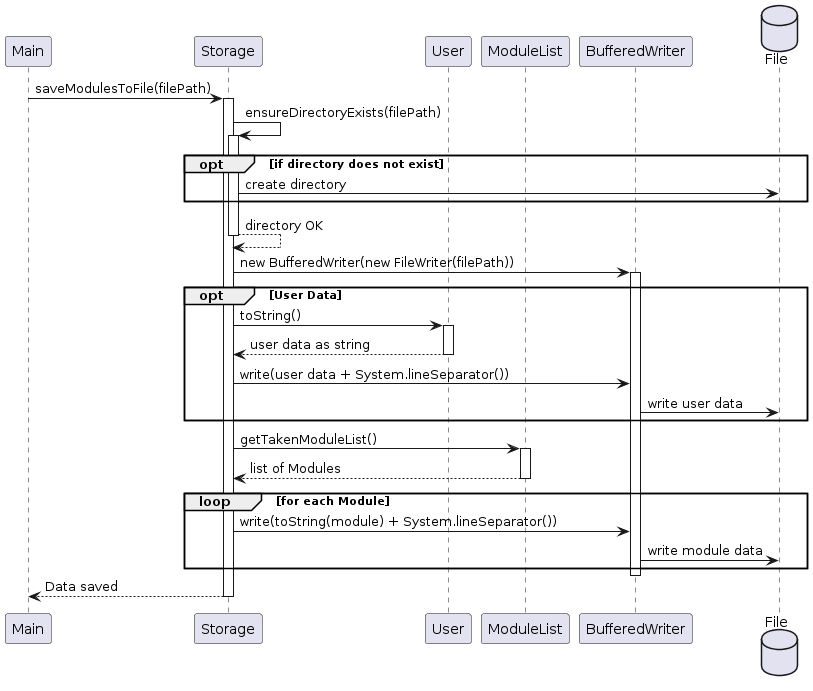 File
Main
Storage
User
ModuleList
BufferedWriter
saveModulesToFile(filePath)
ensureDirectoryExists(filePath)
opt
[if directory does not exist]
create directory
directory OK
new BufferedWriter(new FileWriter(filePath))
opt
[User Data]
toString()
user data as string
write(user data + System.lineSeparator())
write user data
getTakenModuleList()
list of Modules
loop
[for each Module]
write(toString(module) + System.lineSeparator())
write module data
Data saved
Main
Storage
User
ModuleList
BufferedWriter
File